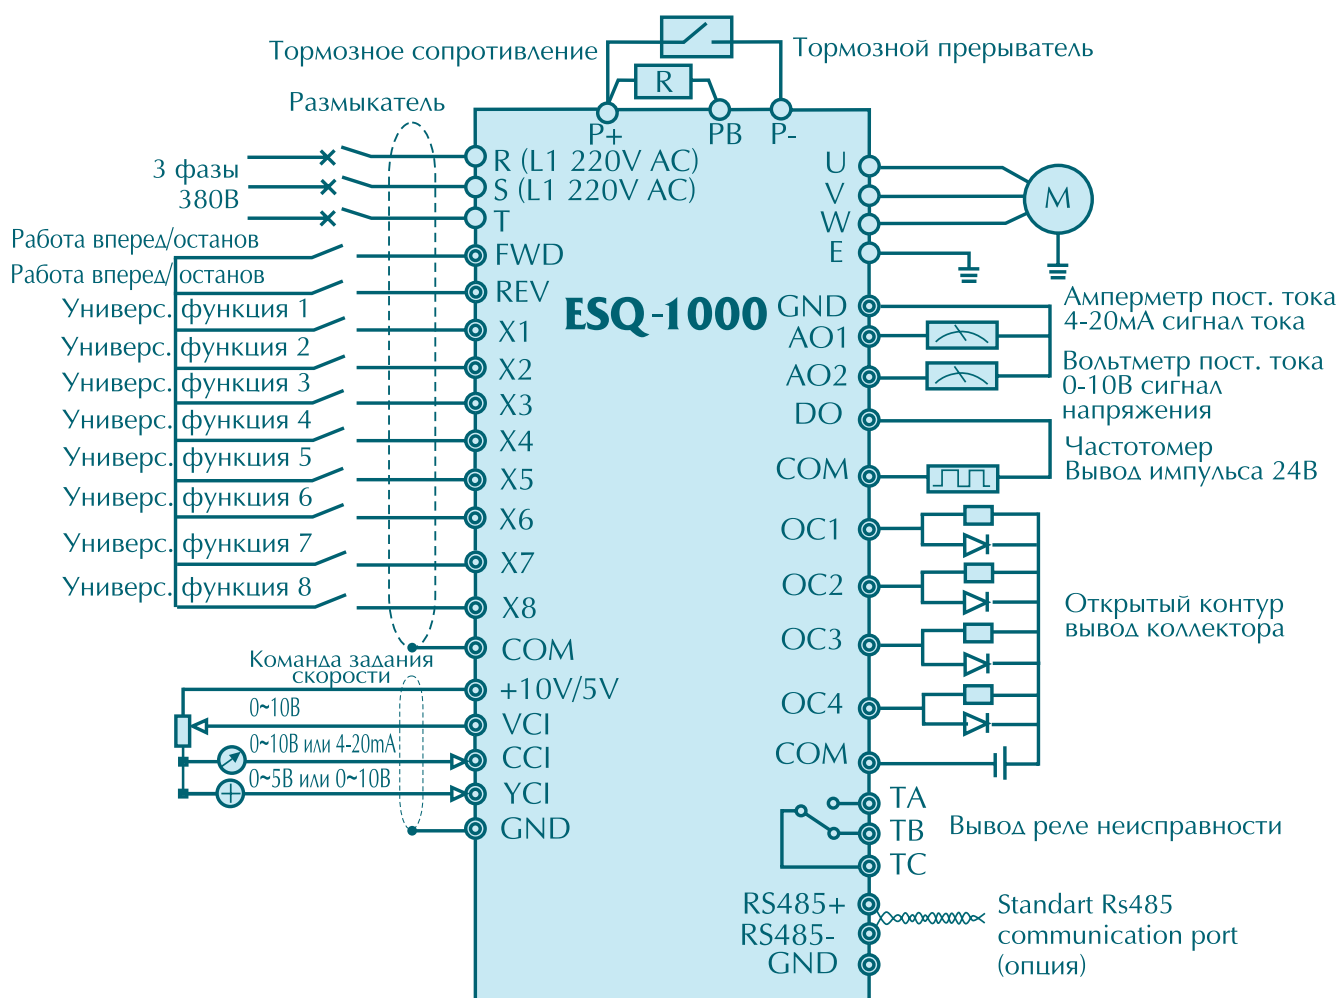 Тормозное сопротивление
Тормозной прерыватель
R
Размыкатель
P+
PB
P-
3 фазы
380В
R (L1 220V AC)
S (L1 220V AC)
T
U
V
W
E
M
Работа вперед/останов
FWD
Работа вперед/останов
REV
ESQ-1000
Универс. функция 1
X1
Универс. функция 2
X2
Универс. функция 3
X3
Универс. функция 4
X4
Универс. функция 5
X5
Универс. функция 6
X6
Универс. функция 7
X7
Универс. функция 8
X8
COM
GND
AO1
Амперметр пост. тока
4-20мА сигнал тока
AO2
Вольтметр пост. тока
0-10В сигнал
напряжения
DO
COM
Частотомер
Вывод импульса 24В
OC1
OC2
OC3
OC4
COM
Открытый контур
вывод коллектора
Команда задания
скорости
+10V/5V
0~10В
VCI
0~10В или 4-20mA
CCI
0~5В или 0~10В
YCI
GND
TA
TB
TC
Вывод реле неисправности
RS485+
RS485-
GND
Standart Rs485
communication port
(опция)